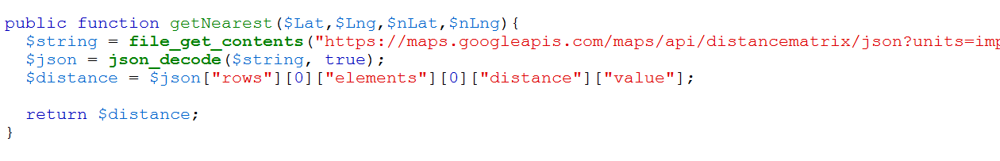 public function getNearest($Lat,$Lng,$nLat,$nLng){
$string = file_get_contents("https://maps.googleapis.com/maps/api/distancematrix/json?units=imp
$json = json_decode($string, true);
$distance = $json["rows"][0]["elements"][0]["distance"]["value"];
return $distance;
}